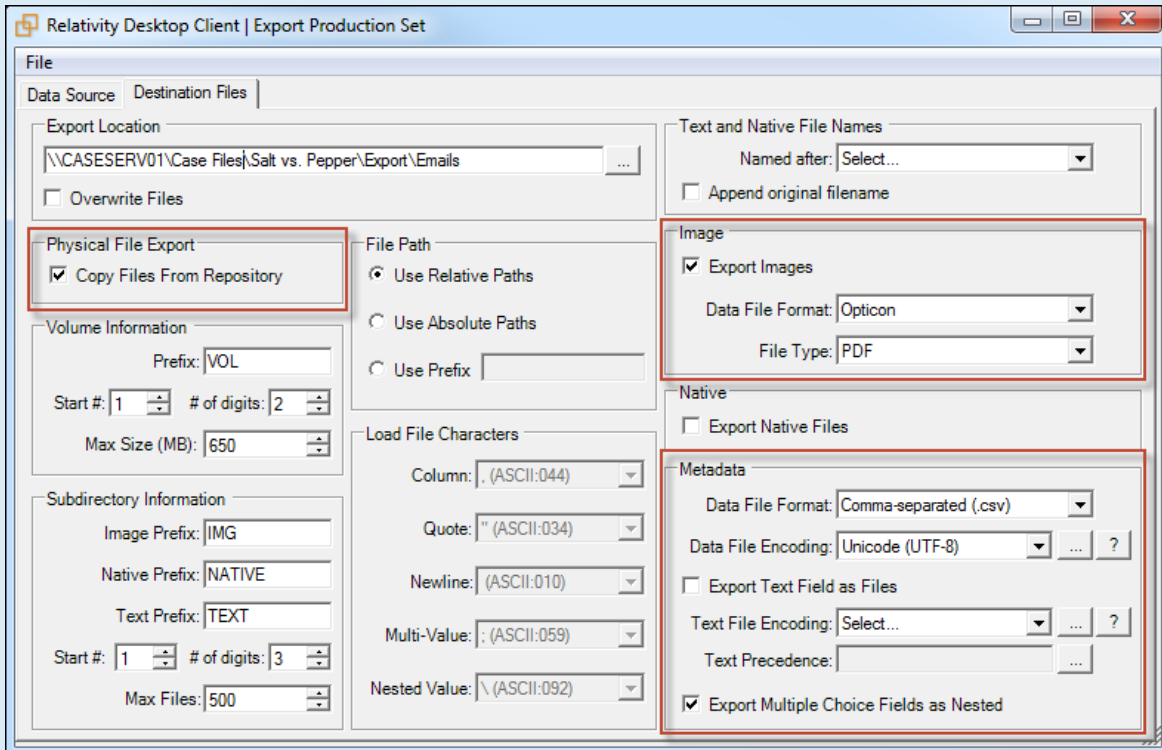 Relativity Desktop Client | Export Production Set
File
Data Source Destination Files
Export Location
\\CASESERV01\Case Files\Salt vs. Pepper\Export\Emails ...
Overwrite Files
Physical File Export
Copy Files From Repository
Volume Information
Prefix: VOL
Start #: 1 # of digits: 2
Max Size (MB): 650
Subdirectory Information
Image Prefix: IMG
Native Prefix: NATIVE
Text Prefix: TEXT
Start #: 1 # of digits: 3
Max Files: 500
File Path
Use Relative Paths
Use Absolute Paths
Use Prefix
Load File Characters
Column: , (ASCII:044)
Quote: " (ASCII:034)
Newline: (ASCII:010)
Multi-Value: ; (ASCII:059)
Nested Value: \ (ASCII:092)
Text and Native File Names
Named after: Select...
Append original filename
Image
Export Images
Data File Format: Opticon
File Type: PDF
Native
Export Native Files
Metadata
Data File Format: Comma-separated (.csv)
Data File Encoding: Unicode (UTF-8) ... ?
Export Text Field as Files
Text File Encoding: Select... ... ?
Text Precedence: ...
Export Multiple Choice Fields as Nested